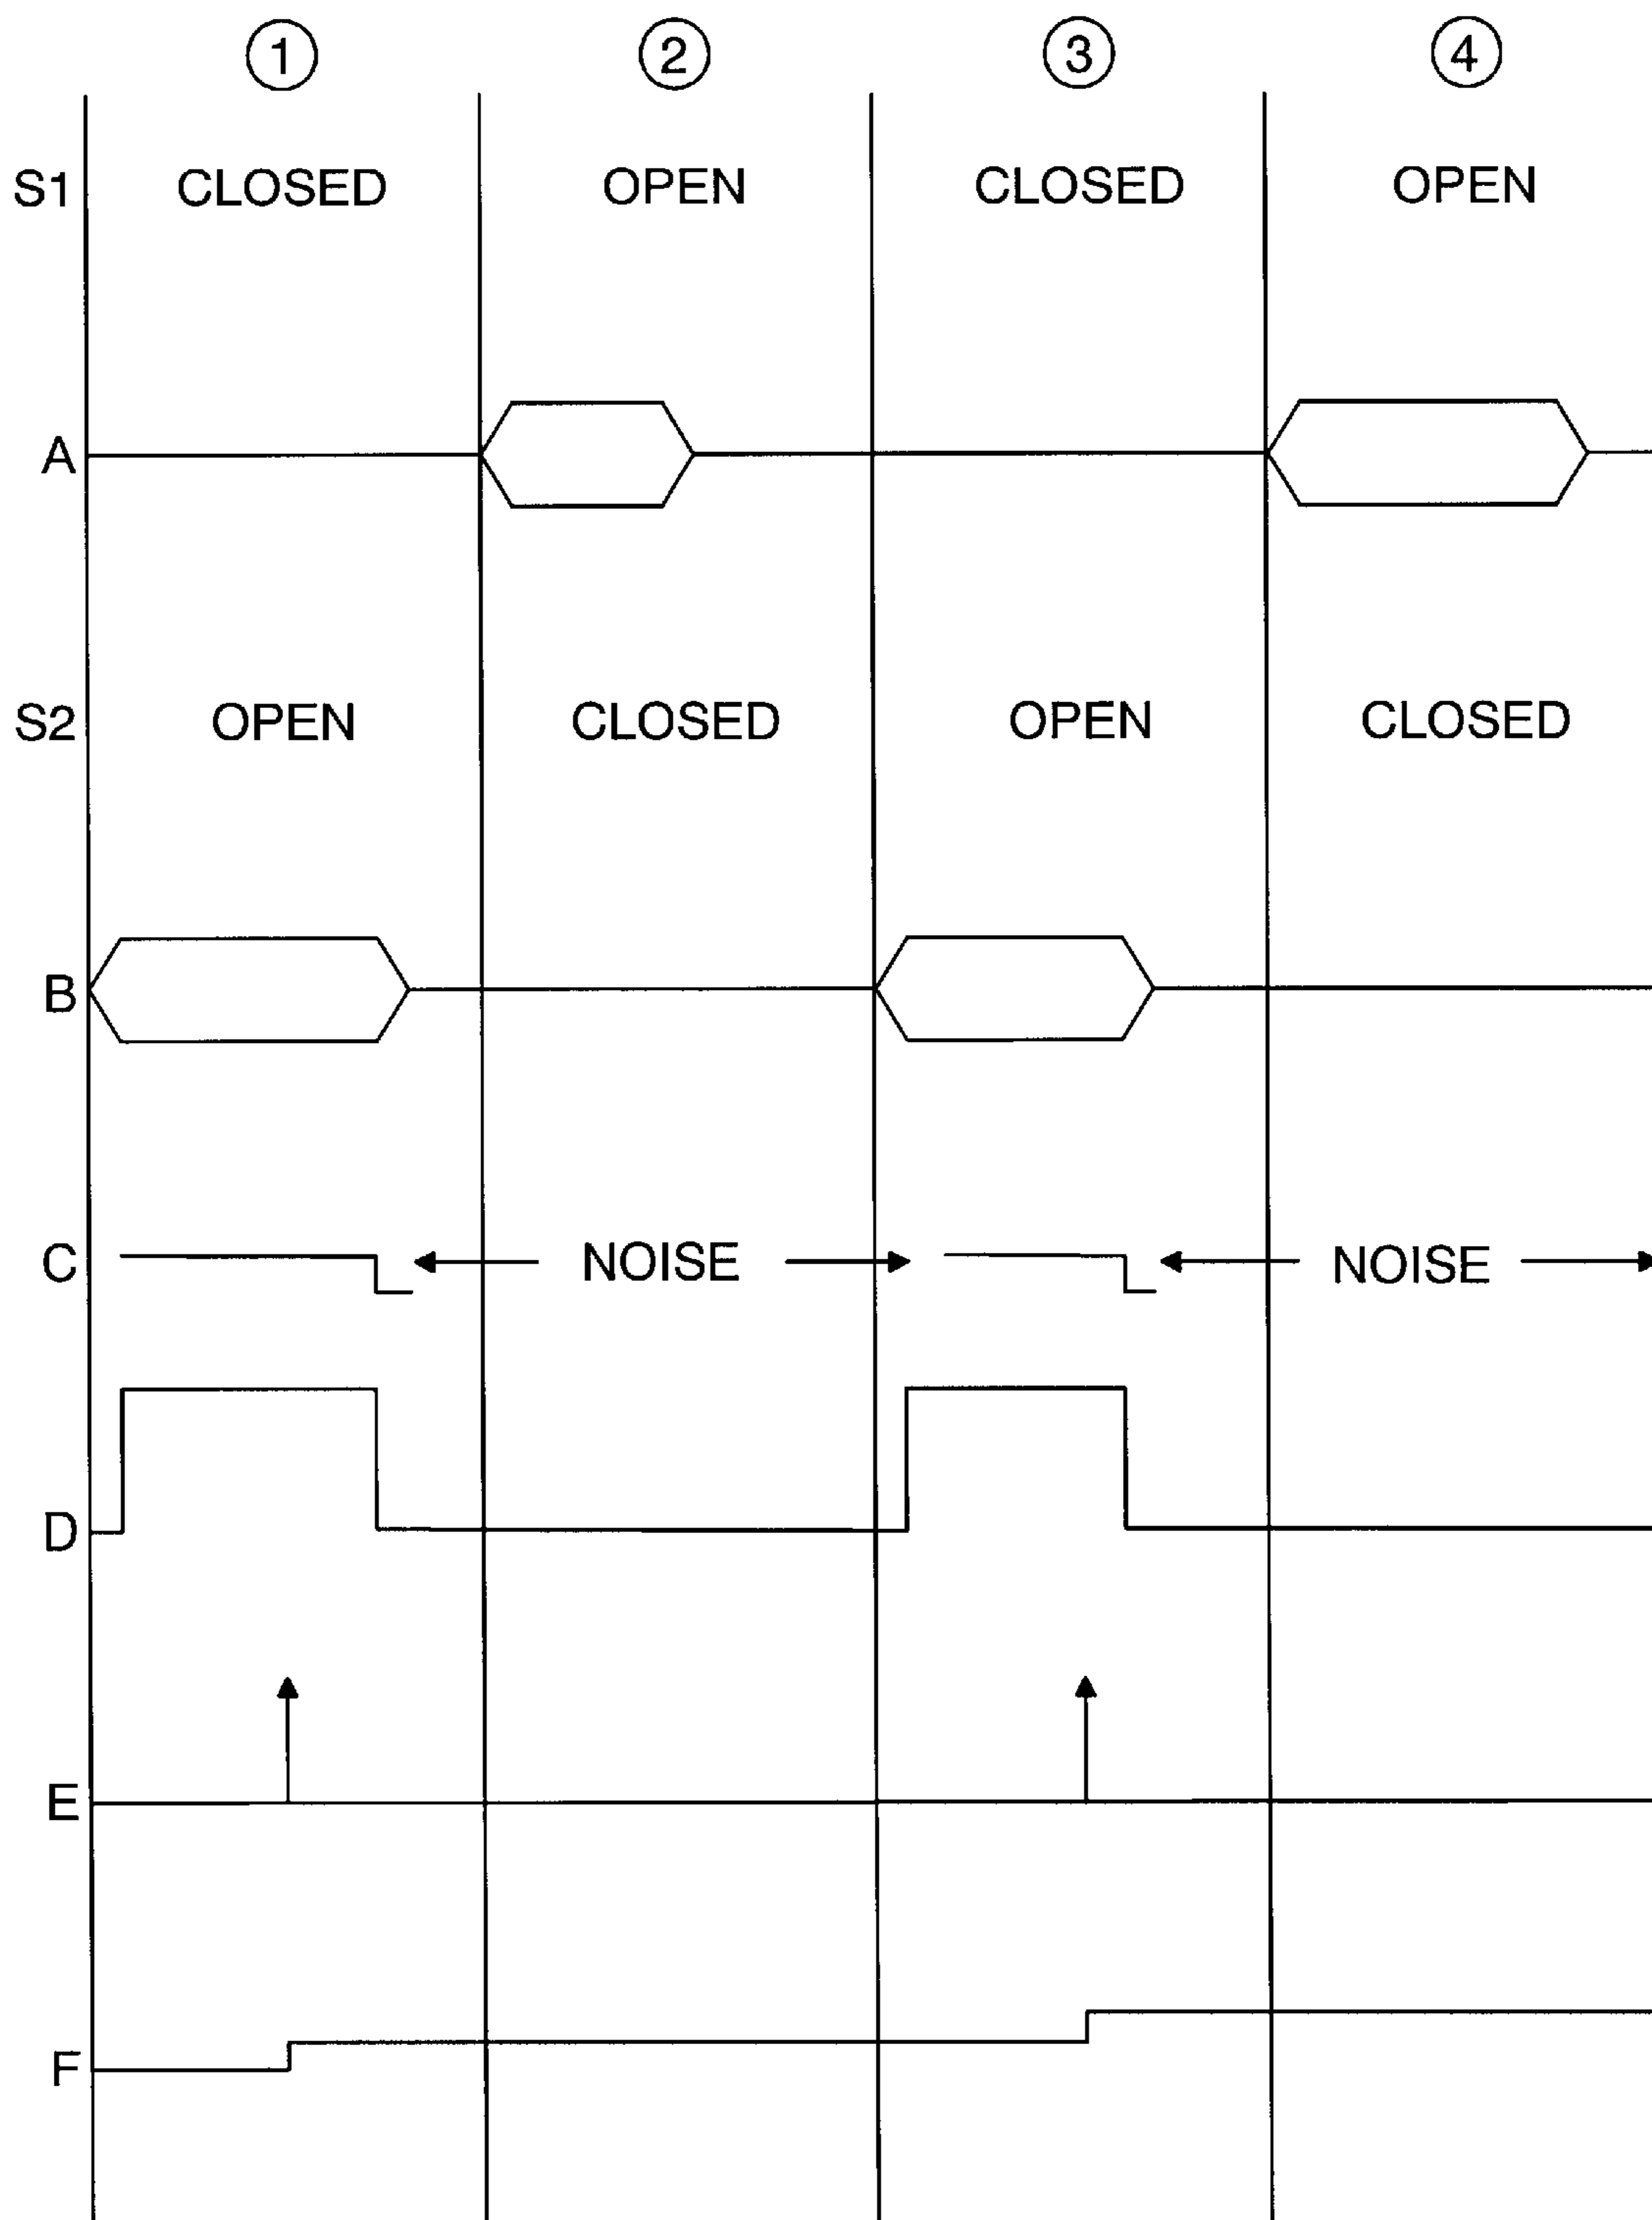 1 2 3 4
S1 CLOSED OPEN CLOSED OPEN
A
S2 OPEN CLOSED OPEN CLOSED
B
C NOISE NOISE
D
E
F